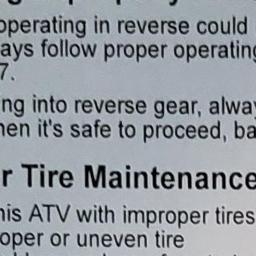 operating in reverse could
ays follow proper operating
7.
ng into reverse gear, alwa
hen it's safe to proceed, ba
r Tire Maintenance
his ATV with improper tires
oper or uneven tire